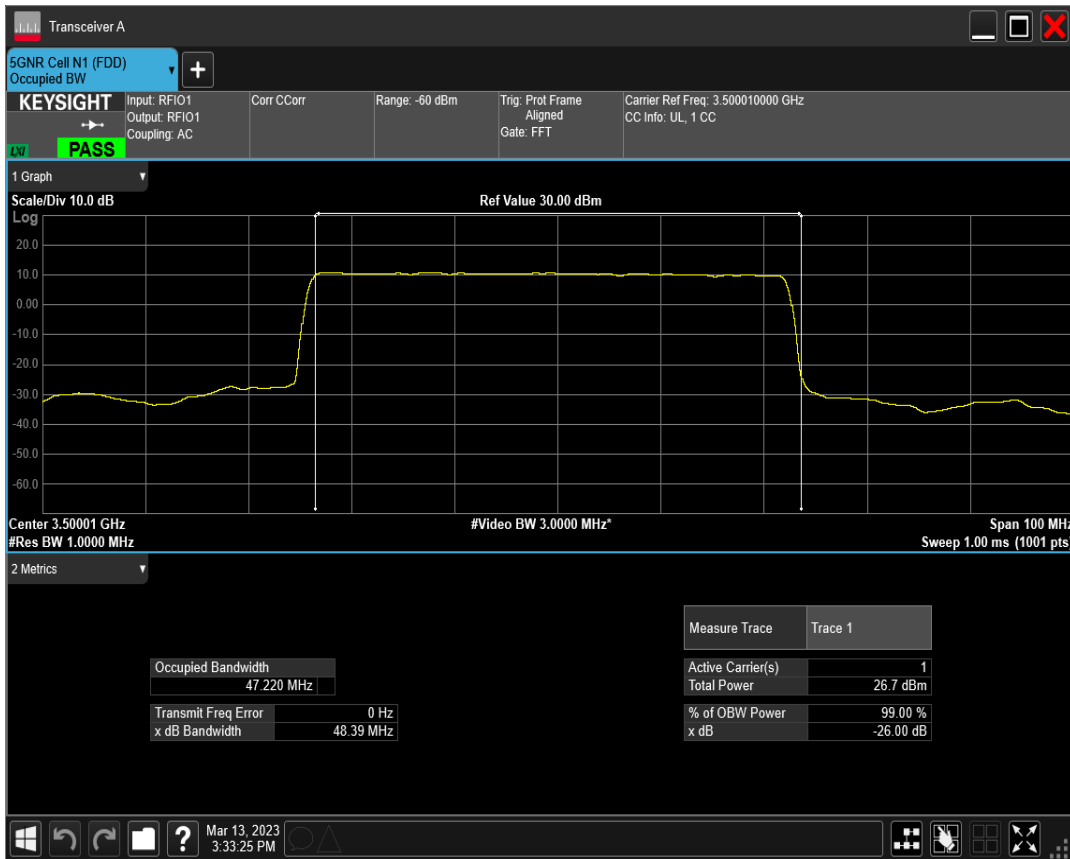 Transceiver A
5GNR Cell N1 (FDD)
Occupied BW
+
KEYSIGHT
LXI
PASS
Input: RFIO1
Output: RFIO1
Coupling: AC
Corr CCorr
Range: -60 dBm
Trig: Prot Frame
Aligned
Gate: FFT
Carrier Ref Freq: 3.500010000 GHz
CC Info: UL, 1 CC
1 Graph
Scale/Div 10.0 dB
Ref Value 30.00 dBm
Log
20.0
10.0
0.00
-10.0
-20.0
-30.0
-40.0
-50.0
-60.0
Center 3.50001 GHz
#Video BW 3.0000 MHz*
Span 100 MHz
#Res BW 1.0000 MHz
Sweep 1.00 ms (1001 pts)
2 Metrics
Measure Trace Trace 1
Occupied Bandwidth
47.220 MHz
Active Carrier(s) 1
Total Power 26.7 dBm
Transmit Freq Error 0 Hz
x dB Bandwidth 48.39 MHz
% of OBW Power 99.00 %
x dB -26.00 dB
?
Mar 13, 2023
3:33:25 PM